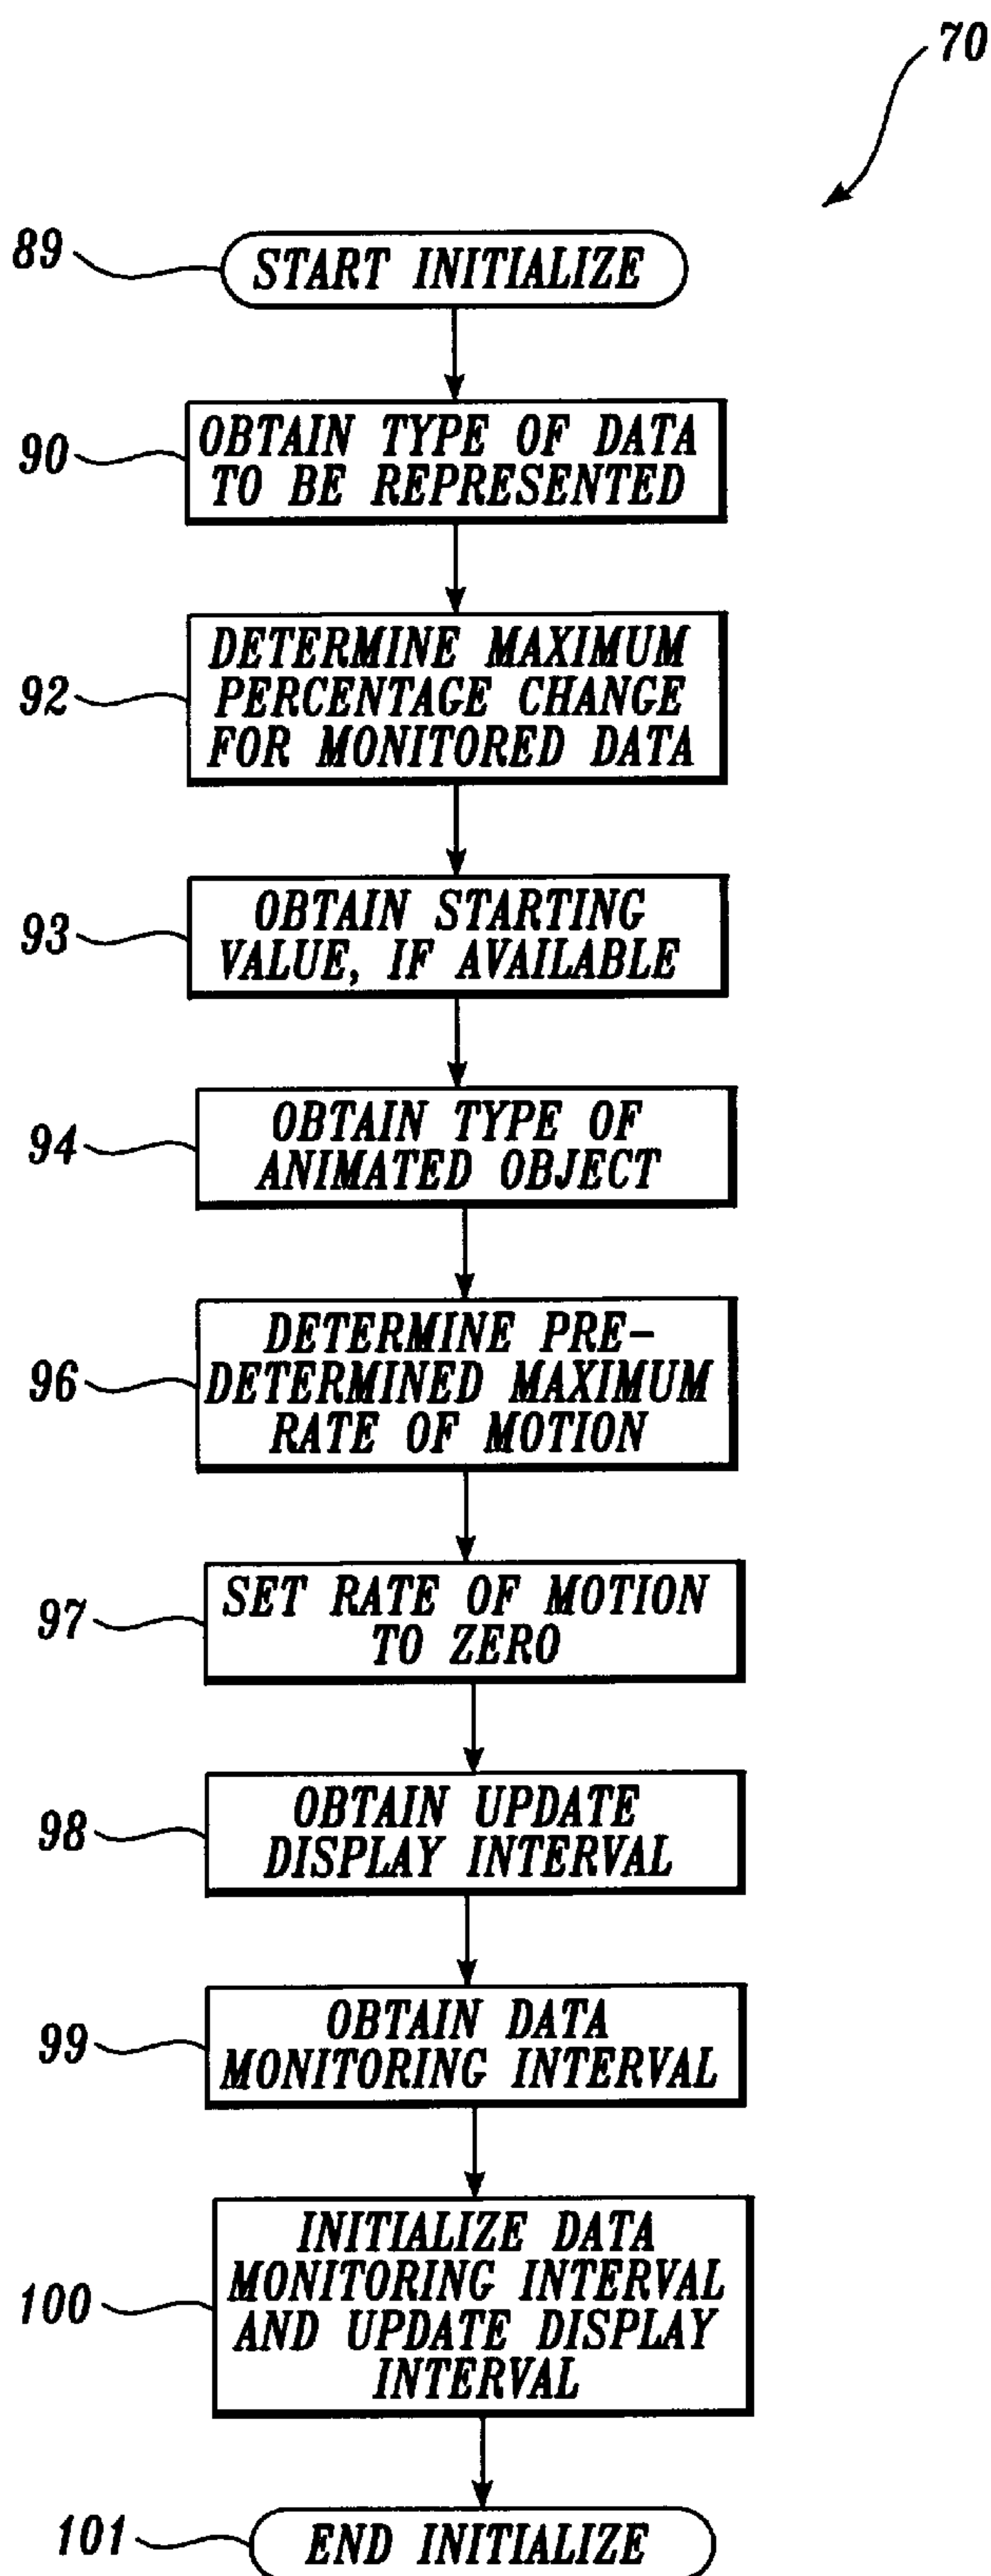 70
89
START INITIALIZE
90
OBTAIN TYPE OF DATA
TO BE REPRESENTED
92
DETERMINE MAXIMUM
PERCENTAGE CHANGE
FOR MONITORED DATA
93
OBTAIN STARTING
VALUE, IF AVAILABLE
94
OBTAIN TYPE OF
ANIMATED OBJECT
96
DETERMINE PRE-
DETERMINED MAXIMUM
RATE OF MOTION
97
SET RATE OF MOTION
TO ZERO
98
OBTAIN UPDATE
DISPLAY INTERVAL
99
OBTAIN DATA
MONITORING INTERVAL
100
INITIALIZE DATA
MONITORING INTERVAL
AND UPDATE DISPLAY
INTERVAL
101
END INITIALIZE